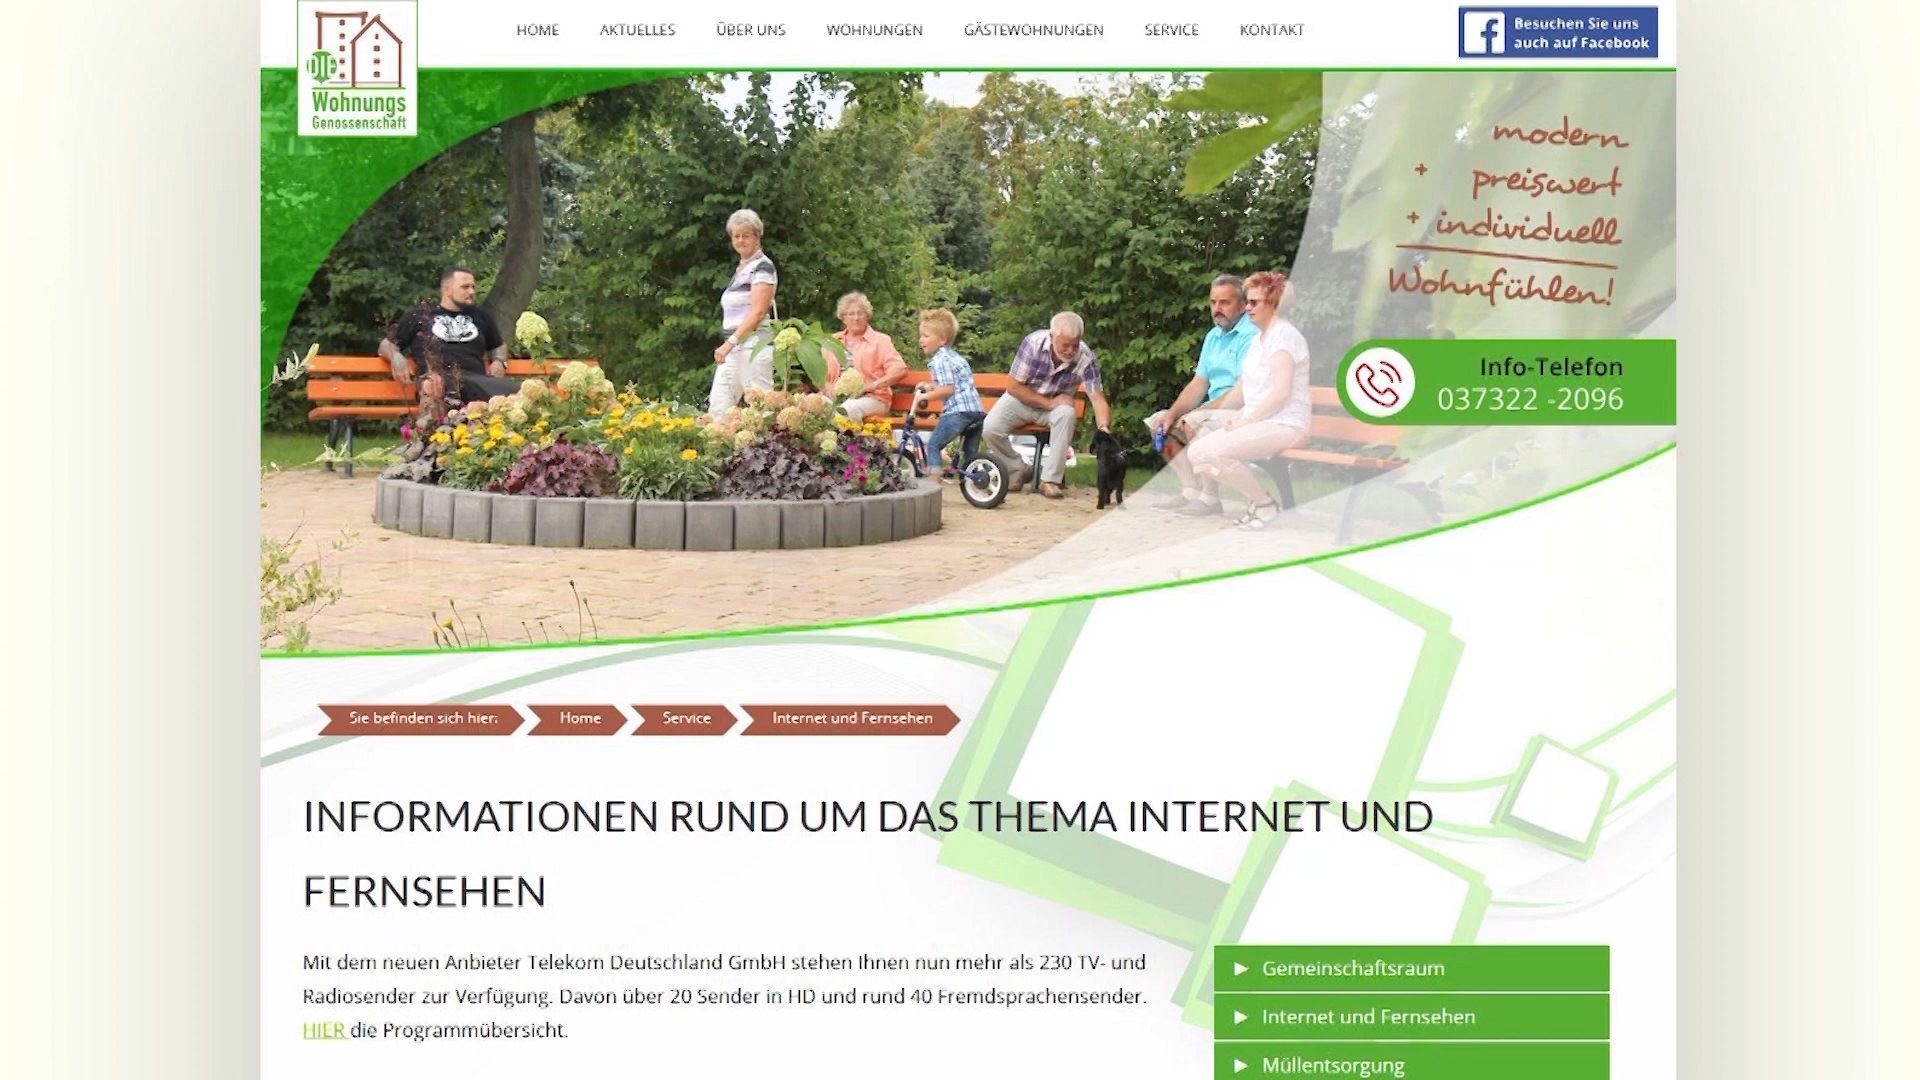 HOME AKTUELLES ÜBER UNS WOHNUNGEN GÄSTEWOHNUNGEN SERVICE KONTAKT
Besuchen Sie uns
auch auf Facebook
DIE
Wohnungs
Genossenschaft
modern
+ preiswert
+ individuell
Wohnfühlen!
Info-Telefon
037322 -2096
Sie befinden sich hier: Home Service Internet und Fernsehen
INFORMATIONEN RUND UM DAS THEMA INTERNET UND
FERNSEHEN
Mit dem neuen Anbieter Telekom Deutschland GmbH stehen Ihnen nun mehr als 230 TV- und
Radiosender zur Verfügung. Davon über 20 Sender in HD und rund 40 Fremdsprachensender.
HIER die Programmübersicht.
Gemeinschaftsraum
Internet und Fernsehen
Müllentsorgung